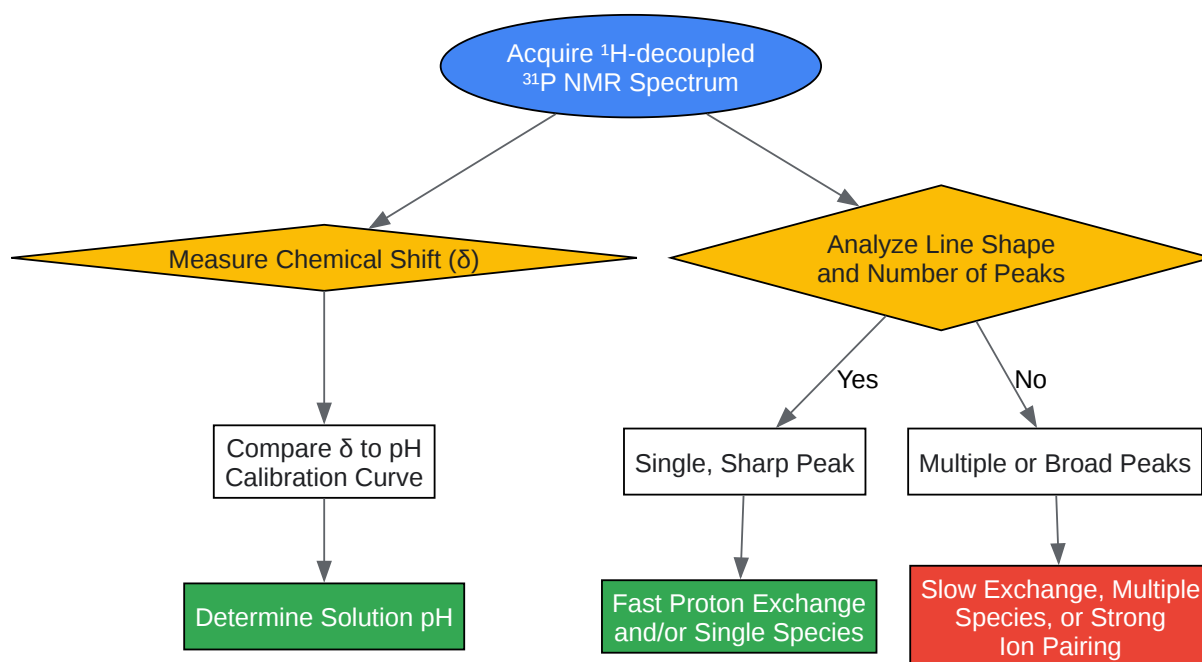 Acquire ¹H-decoupled
³¹P NMR Spectrum
Measure Chemical Shift (δ)
Analyze Line Shape
and Number of Peaks
Yes
No
Compare δ to pH
Calibration Curve
Single, Sharp Peak
Multiple or Broad Peaks
Determine Solution pH
Fast Proton Exchange
and/or Single Species
Slow Exchange, Multiple
Species, or Strong
Ion Pairing